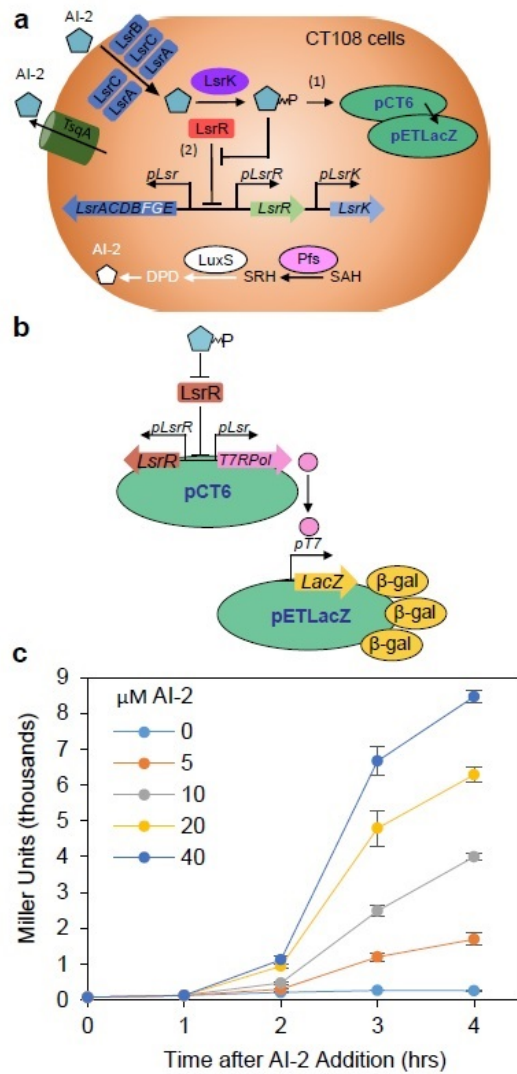 a
CT108 cells
AI-2
LsrB
LsrC
LsrA
AI-2
LsrC
LsrA
TsqA
LsrK
P
(1)
LsrR
(2)
pCT6
pETLacZ
pLsr
pLsrR
pLsrK
LsrACDBFGE
LsrR
LsrK
AI-2
LuxS
Pfs
DPD
SRH
SAH
b
P
LsrR
pLsrR
pLsr
LsrR
T7RPol
pCT6
pT7
LacZ
β-gal
β-gal
β-gal
pETLacZ
c
μM AI-2
0
5
10
20
40
Miller Units (thousands)
9
8
7
6
5
4
3
2
1
0
0 1 2 3 4
Time after AI-2 Addition (hrs)